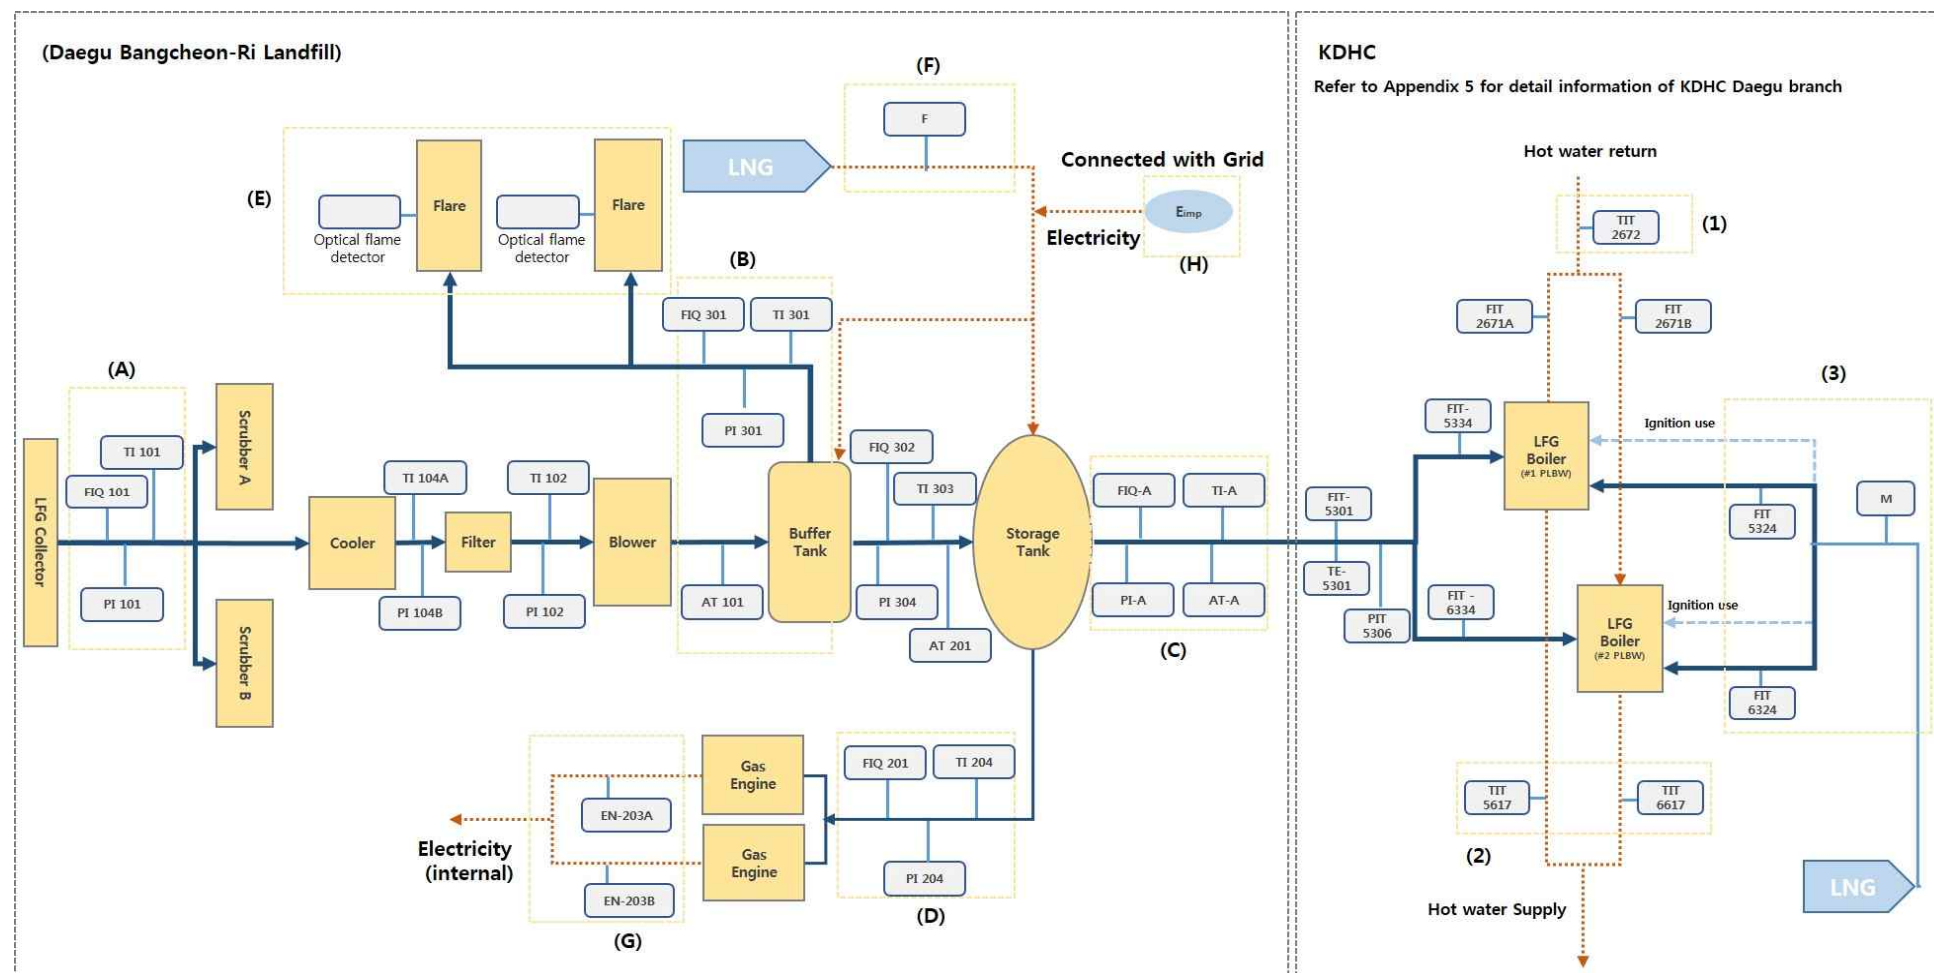 (Daegu Bangcheon-Ri Landfill)
KDHC
Refer to Appendix 5 for detail information of KDHC Daegu branch
(F)
F
LNG
Connected with Grid
Eimp
Electricity
(H)
(E)
Flare
Flare
Optical flame
detector
Optical flame
detector
(B)
FIQ 301
TI 301
PI 301
(A)
TI 101
FIQ 101
PI 101
LFG Collector
Scrubber A
Scrubber B
Cooler
TI 104A
PI 104B
Filter
TI 102
PI 102
Blower
AT 101
Buffer
Tank
FIQ 302
TI 303
PI 304
AT 201
Storage
Tank
FIQ-A
TI-A
PI-A
AT-A
(C)
Gas
Engine
Gas
Engine
FIQ 201
TI 204
PI 204
(D)
EN-203A
EN-203B
(G)
Electricity
(internal)
Hot water return
TIT
2672
(1)
FIT
2671A
FIT
2671B
(3)
FIT-
5334
LFG
Boiler
(#1 PLBW)
Ignition use
FIT-
5301
TE-
5301
PIT
5306
FIT
5324
M
FIT -
6334
LFG
Boiler
(#2 PLBW)
Ignition use
FIT
6324
TIT
5617
TIT
6617
(2)
LNG
Hot water Supply